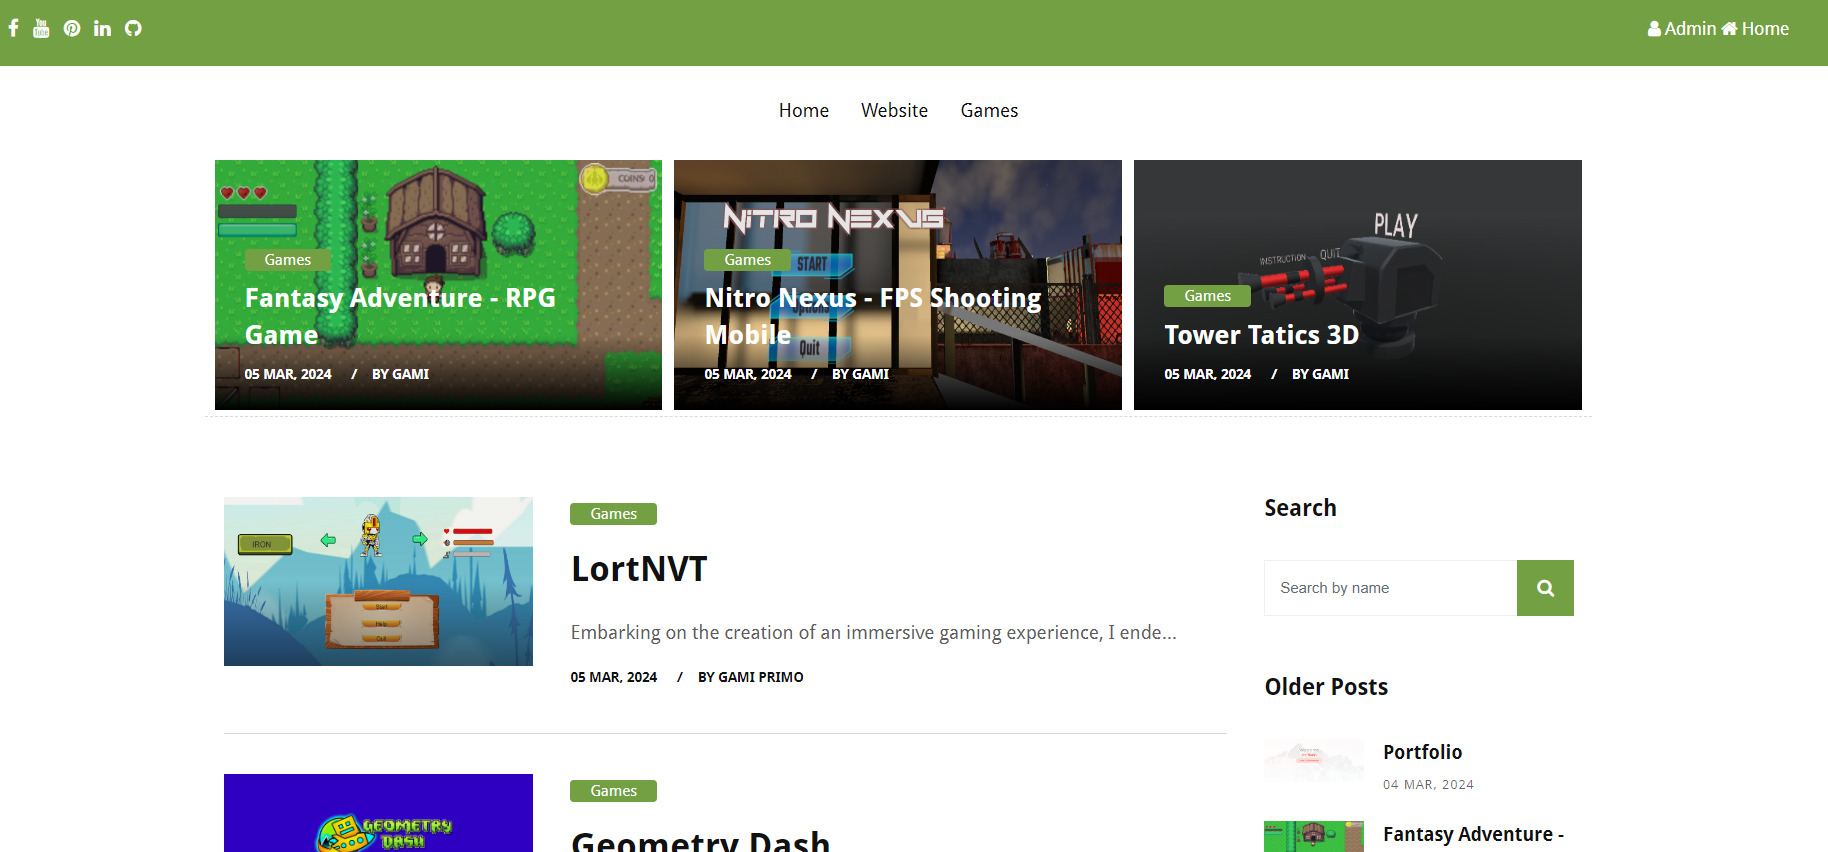 Admin Home
Home Website Games
COINS: 0
Games
Fantasy Adventure - RPG
Game
05 MAR, 2024 / BY GAMI
NITRO NEXUS
START
Options
Quit
Games
Nitro Nexus - FPS Shooting
Mobile
05 MAR, 2024 / BY GAMI
PLAY
INSTRUCTION QUIT
Games
Tower Tatics 3D
05 MAR, 2024 / BY GAMI
IRON
Start
Help
Quit
Games
LortNVT
Embarking on the creation of an immersive gaming experience, I ende...
05 MAR, 2024 / BY GAMI PRIMO
GEOMETRY
DASH
Games
Geometry Dash
Search
Search by name
Older Posts
Portfolio
04 MAR, 2024
Fantasy Adventure -